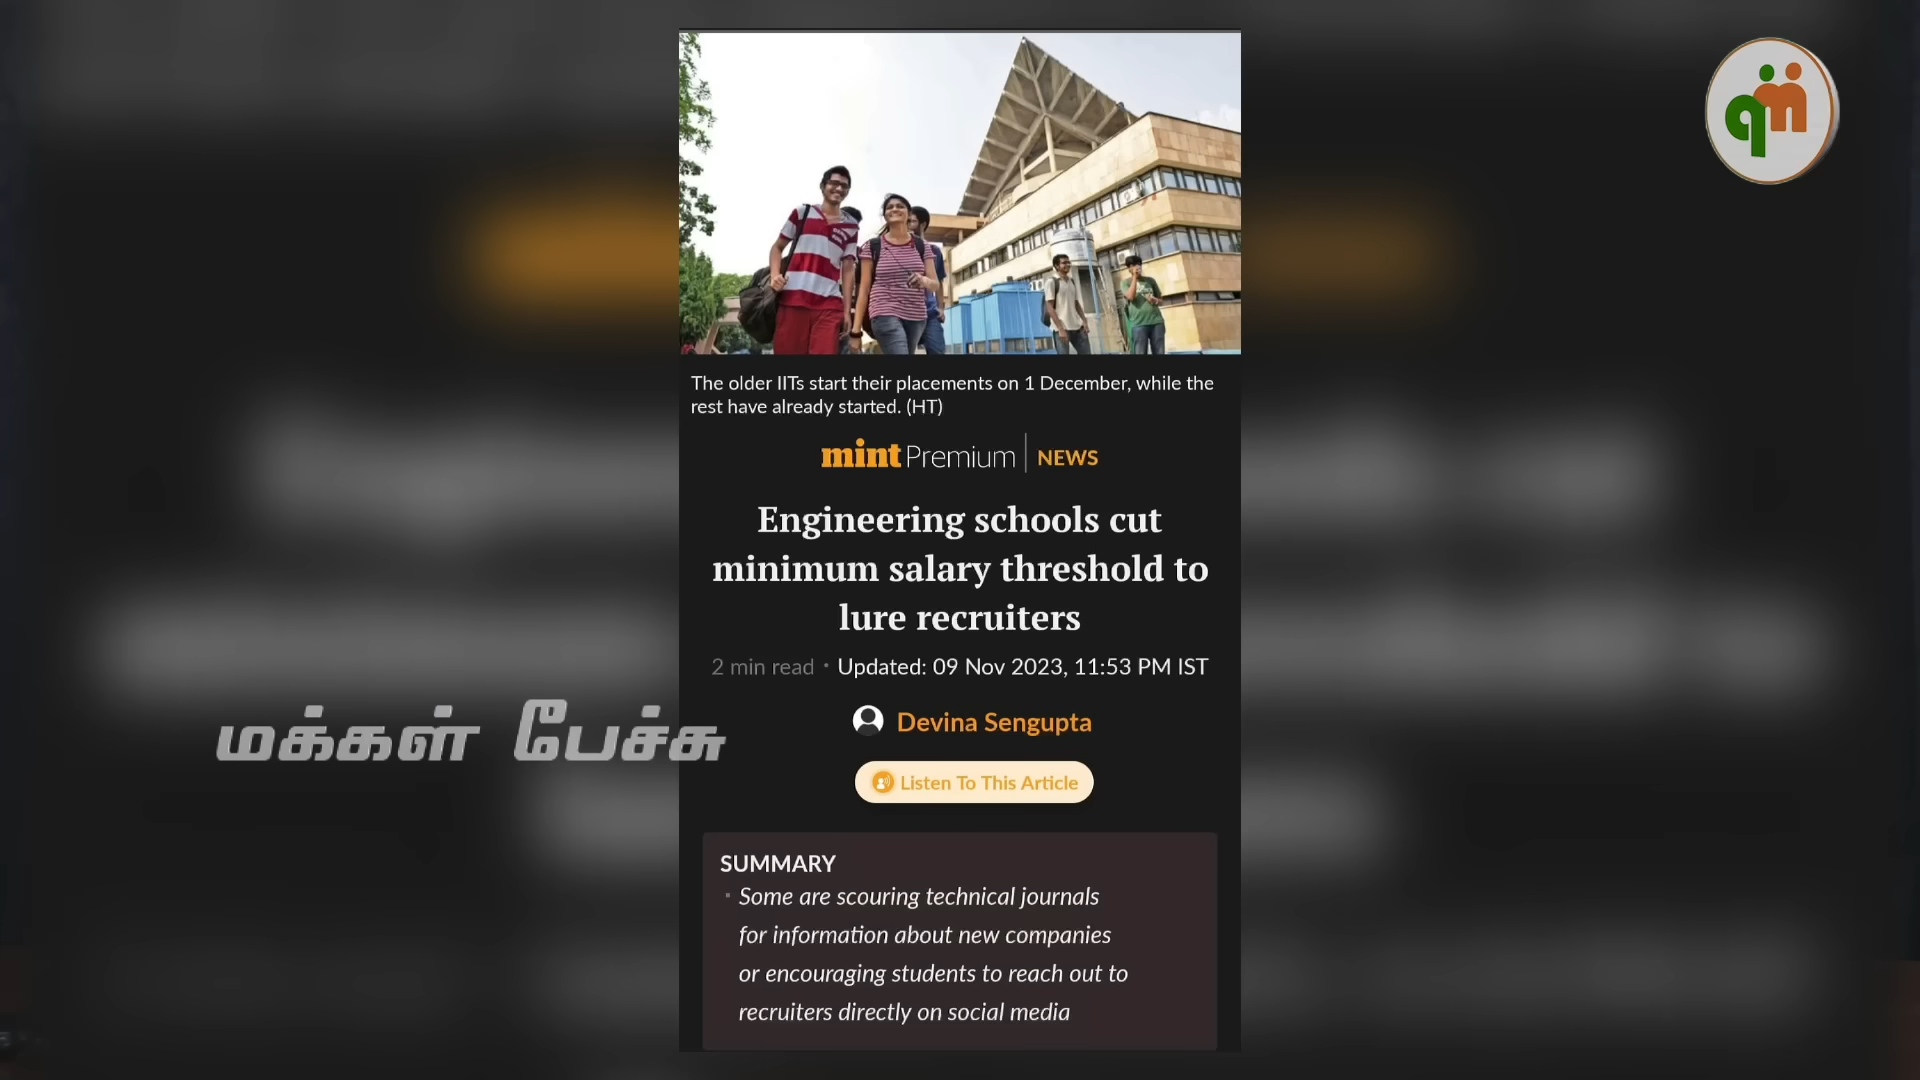 The older IITs start their placements on 1 December, while the
rest have already started. (HT)
mint Premium | NEWS
Engineering schools cut
minimum salary threshold to
lure recruiters
2 min read • Updated: 09 Nov 2023, 11:53 PM IST
Devina Sengupta
Listen To This Article
SUMMARY
• Some are scouring technical journals
for information about new companies
or encouraging students to reach out to
recruiters directly on social media
மக்கள் பேச்சு
qm